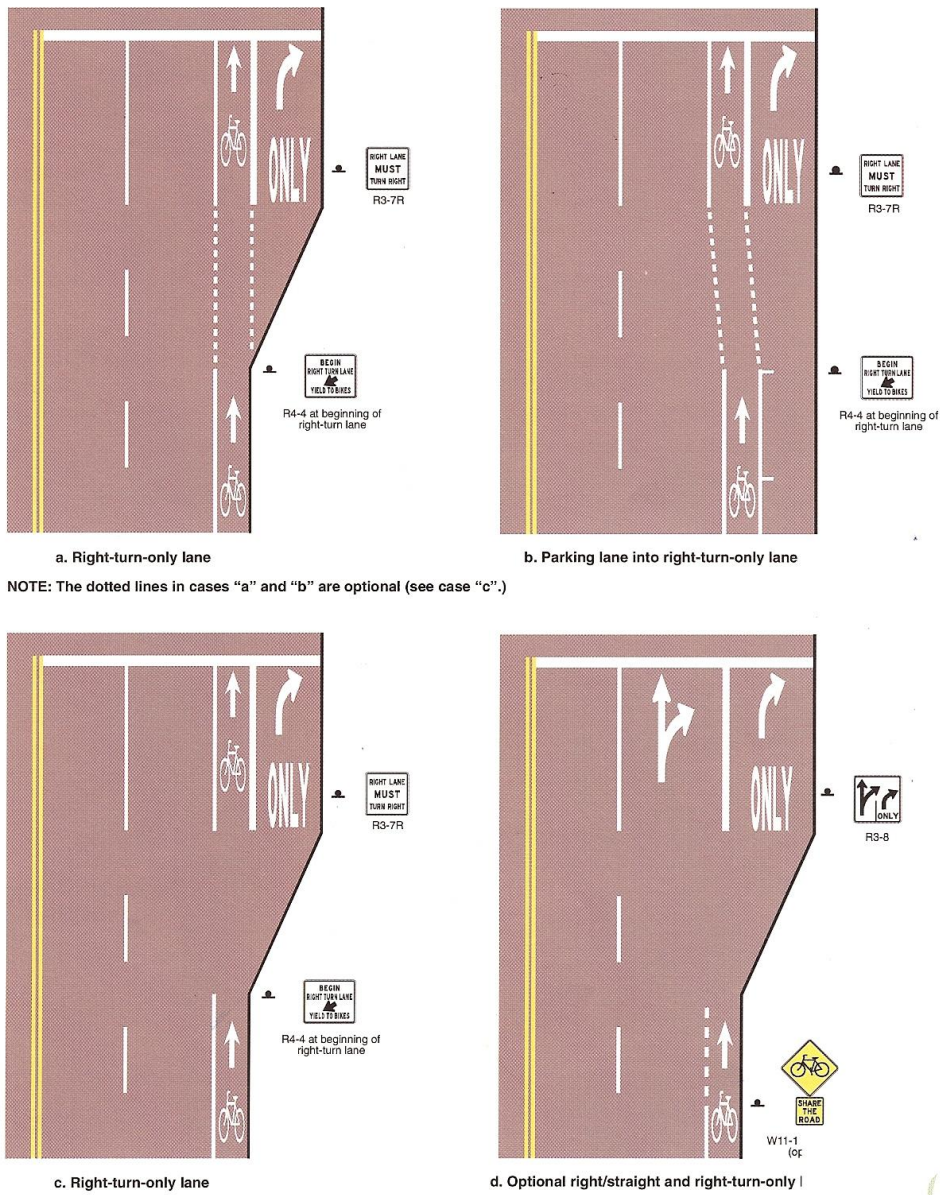 ONLY
RIGHT LANE
MUST
TURN RIGHT
R3-7R
BEGIN
RIGHT TURN LANE
YIELD TO BIKES
R4-4 at beginning of
right-turn lane
a. Right-turn-only lane
ONLY
RIGHT LANE
MUST
TURN RIGHT
R3-7R
BEGIN
RIGHT TURN LANE
YIELD TO BIKES
R4-4 at beginning of
right-turn lane
b. Parking lane into right-turn-only lane
NOTE: The dotted lines in cases “a” and “b” are optional (see case “c”.)
ONLY
RIGHT LANE
MUST
TURN RIGHT
R3-7R
BEGIN
RIGHT TURN LANE
YIELD TO BIKES
R4-4 at beginning of
right-turn lane
c. Right-turn-only lane
ONLY
ONLY
R3-8
SHARE
THE
ROAD
W11-1
(op
d. Optional right/straight and right-turn-only